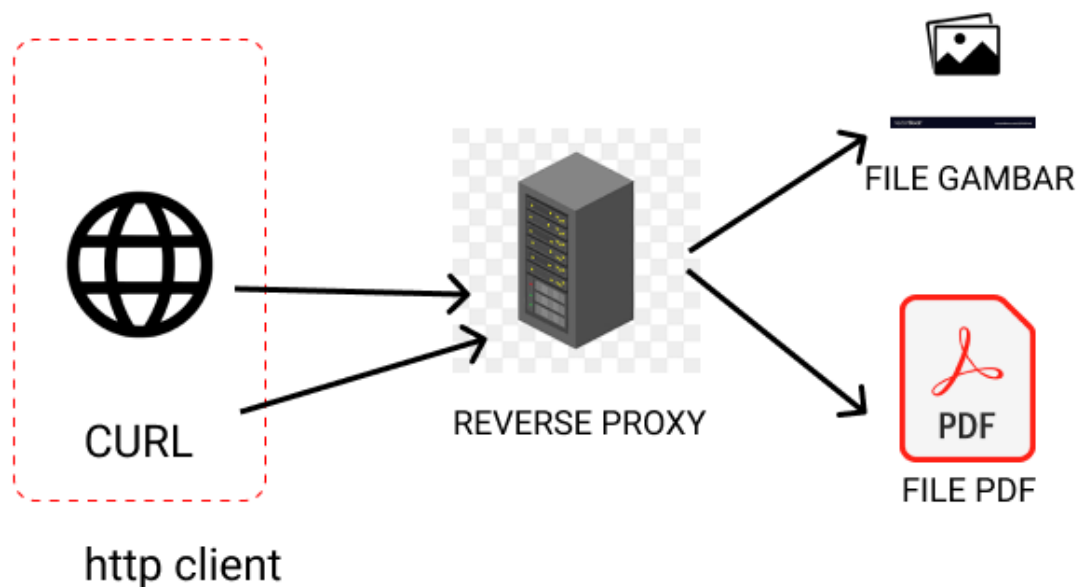 CURL
http client
REVERSE PROXY
FILE GAMBAR
PDF
FILE PDF